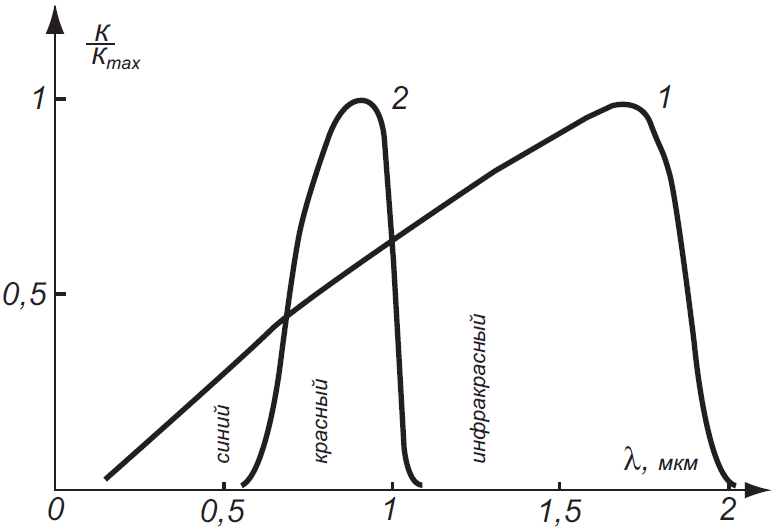 K
Kmax
1
2
1
0,5
синий
красный
инфракрасный
λ, мкм
0
0,5
1
1,5
2